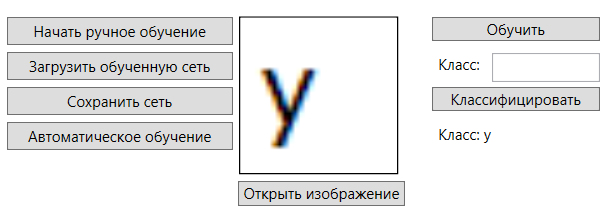 Начать ручное обучение
Загрузить обученную сеть
Сохранить сеть
Автоматическое обучение
у
Открыть изображение
Обучить
Класс:
Классифицировать
Класс: у